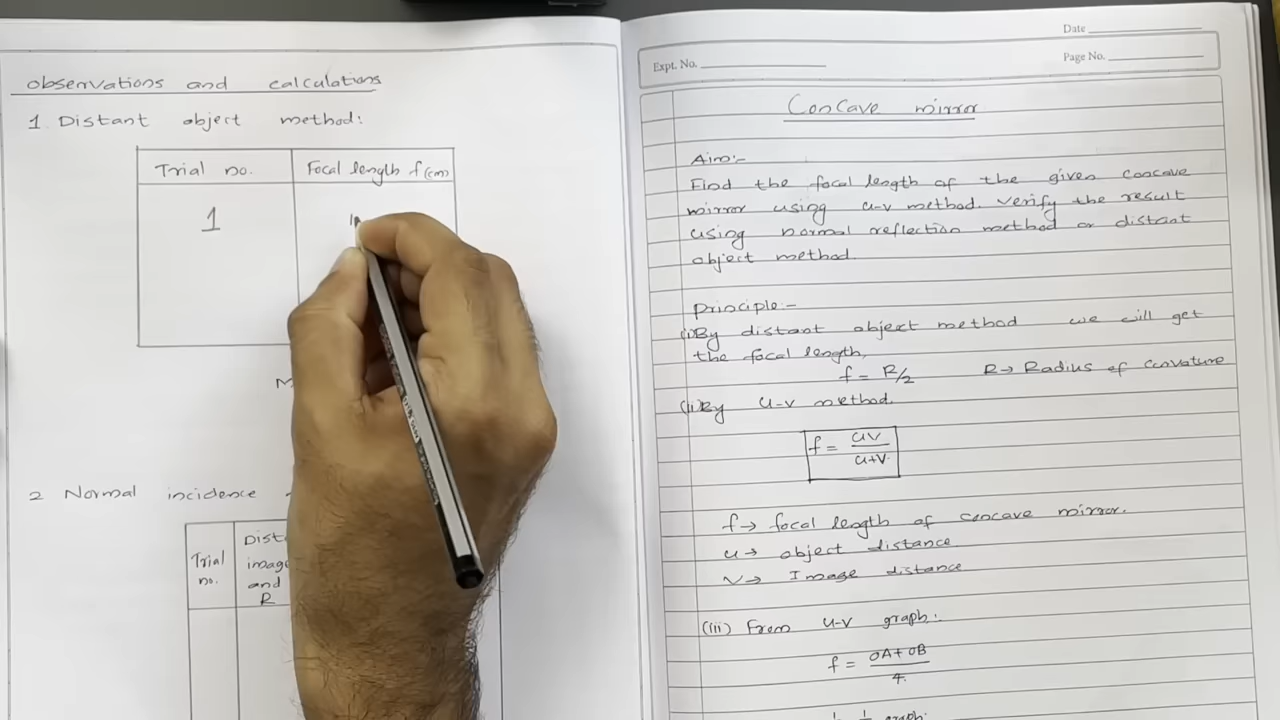 observations and calculations
1. Distant object method:
Trial no. Focal length f(cm)
1
2 Normal incidence
Trial no.
image
and
R
Date
Expt. No. Page No.
Concave mirror
Aim:-
Find the focal length of the given concave
mirror using u-v method. Verify the result
using normal reflection method or distant
object method.
Principle:-
(i)By distant object method we will get
the focal length,
f = R/2 R→ Radius of curvature
(ii)By u-v method.
f = uv/u+v.
f→ focal length of concave mirror.
u→ object distance
v→ Image distance
(iii) From u-v graph:
f = OA+OB/4.
graph: